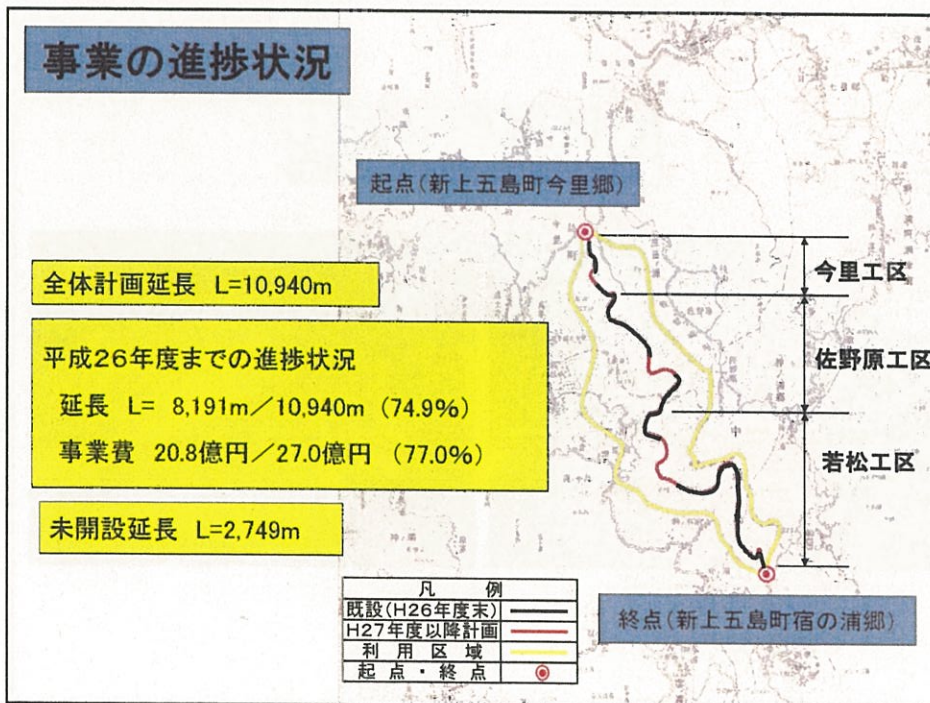 事業の進捗状況
起点(新上五島町今里郷)
全体計画延長 L=10,940m
平成26年度までの進捗状況
延長 L= 8,191m/10,940m (74.9%)
事業費 20.8億円/27.0億円 (77.0%)
未開設延長 L=2,749m
今里工区
佐野原工区
若松工区
凡 例
既設(H26年度末)
H27年度以降計画
利 用 区 域
起 点 ・ 終 点
終点(新上五島町宿の浦郷)